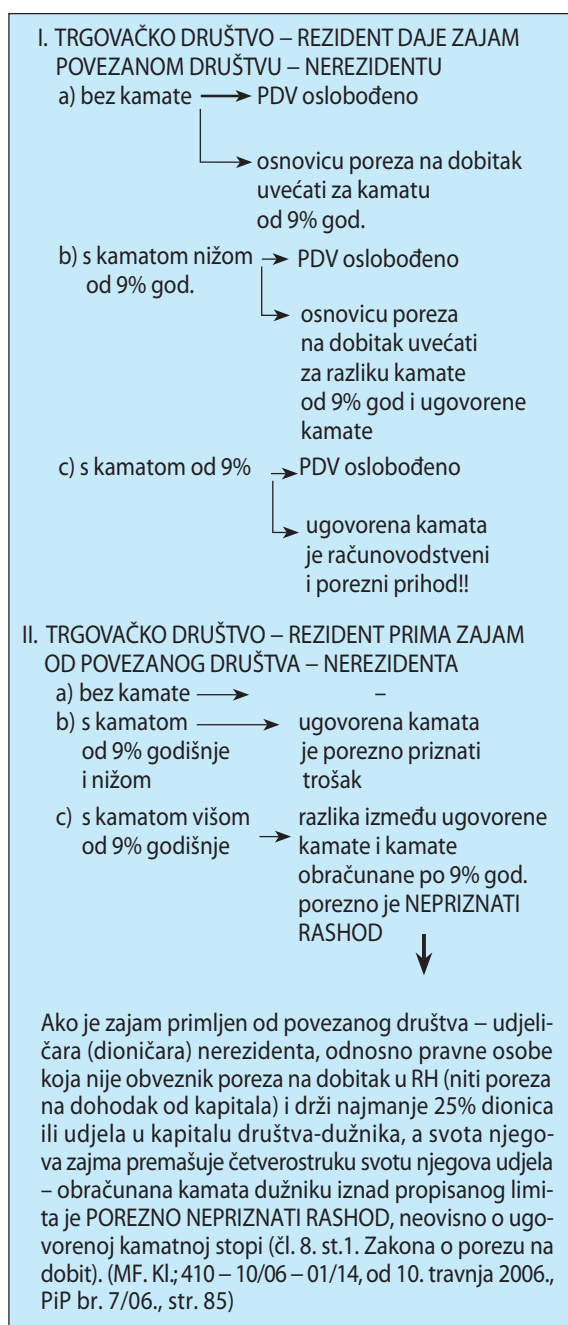 I. TRGOVAČKO DRUŠTVO – REZIDENT DAJE ZAJAM
POVEZANOM DRUŠTVU – NEREZIDENTU
a) bez kamate PDV oslobođeno
osnovicu poreza na dobitak
uvećati za kamatu
od 9% god.
b) s kamatom nižom PDV oslobođeno
od 9% god.
osnovicu poreza
na dobitak uvećati
za razliku kamate
od 9% god i ugovorene
kamate
c) s kamatom od 9% PDV oslobođeno
ugovorena kamata
je računovodstveni
i porezni prihod!!
II. TRGOVAČKO DRUŠTVO – REZIDENT PRIMA ZAJAM
OD POVEZANOG DRUŠTVA – NEREZIDENTA
a) bez kamate –
b) s kamatom ugovorena kamata
od 9% godišnje je porezno priznati
i nižom trošak
c) s kamatom višom razlika između ugovorene
od 9% godišnje kamate i kamate
obračunane po 9% god.
porezno je NEPRIZNATI
RASHOD
Ako je zajam primljen od povezanog društva – udjeli-
čara (dioničara) nerezidenta, odnosno pravne osobe
koja nije obveznik poreza na dobitak u RH (niti poreza
na dohodak od kapitala) i drži najmanje 25% dionica
ili udjela u kapitalu društva-dužnika, a svota njego-
va zajma premašuje četverostruku svotu njegova udjela
– obračunana kamata dužniku iznad propisanog limi-
ta je POREZNO NEPRIZNATI RASHOD, neovisno o ugo-
vorenoj kamatnoj stopi (čl. 8. st.1. Zakona o porezu na
dobit). (MF. Kl.; 410 – 10/06 – 01/14, od 10. travnja 2006.,
PiP br. 7/06., str. 85)